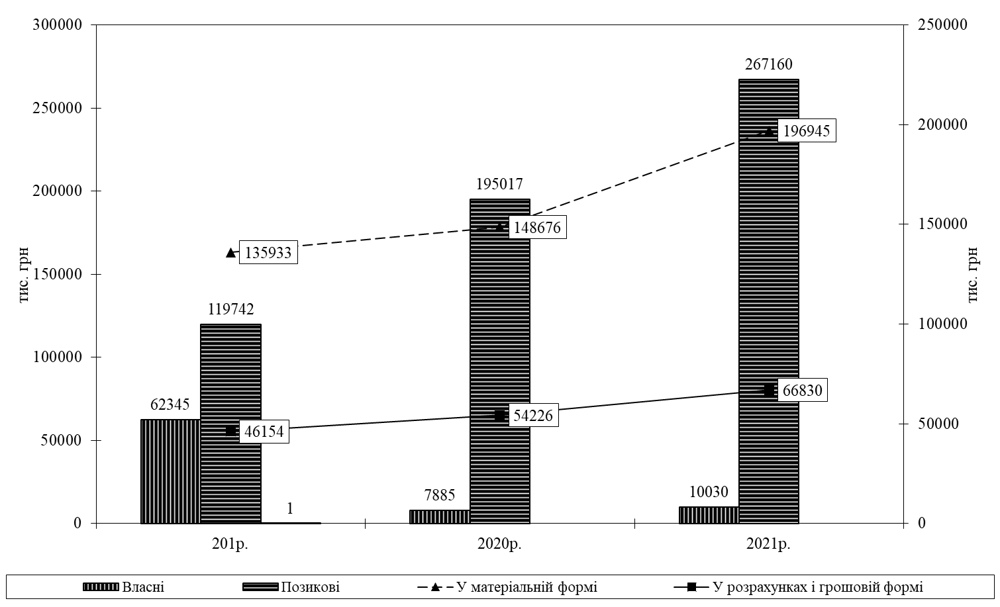 300000
250000
200000
150000
100000
50000
0
тис. грн
250000
200000
150000
100000
50000
0
тис. грн
62345
119742
1
7885
195017
10030
267160
135933
148676
196945
46154
54226
66830
201р.
2020р.
2021р.
Власні
Позикові
У матеріальній формі
У розрахунках і грошовій формі